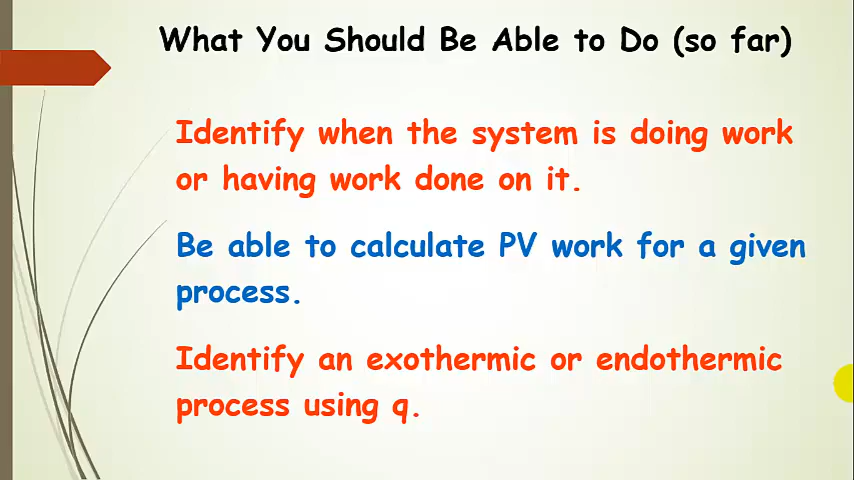 What You Should Be Able to Do (so far)
Identify when the system is doing work
or having work done on it.
Be able to calculate PV work for a given
process.
Identify an exothermic or endothermic
process using q.